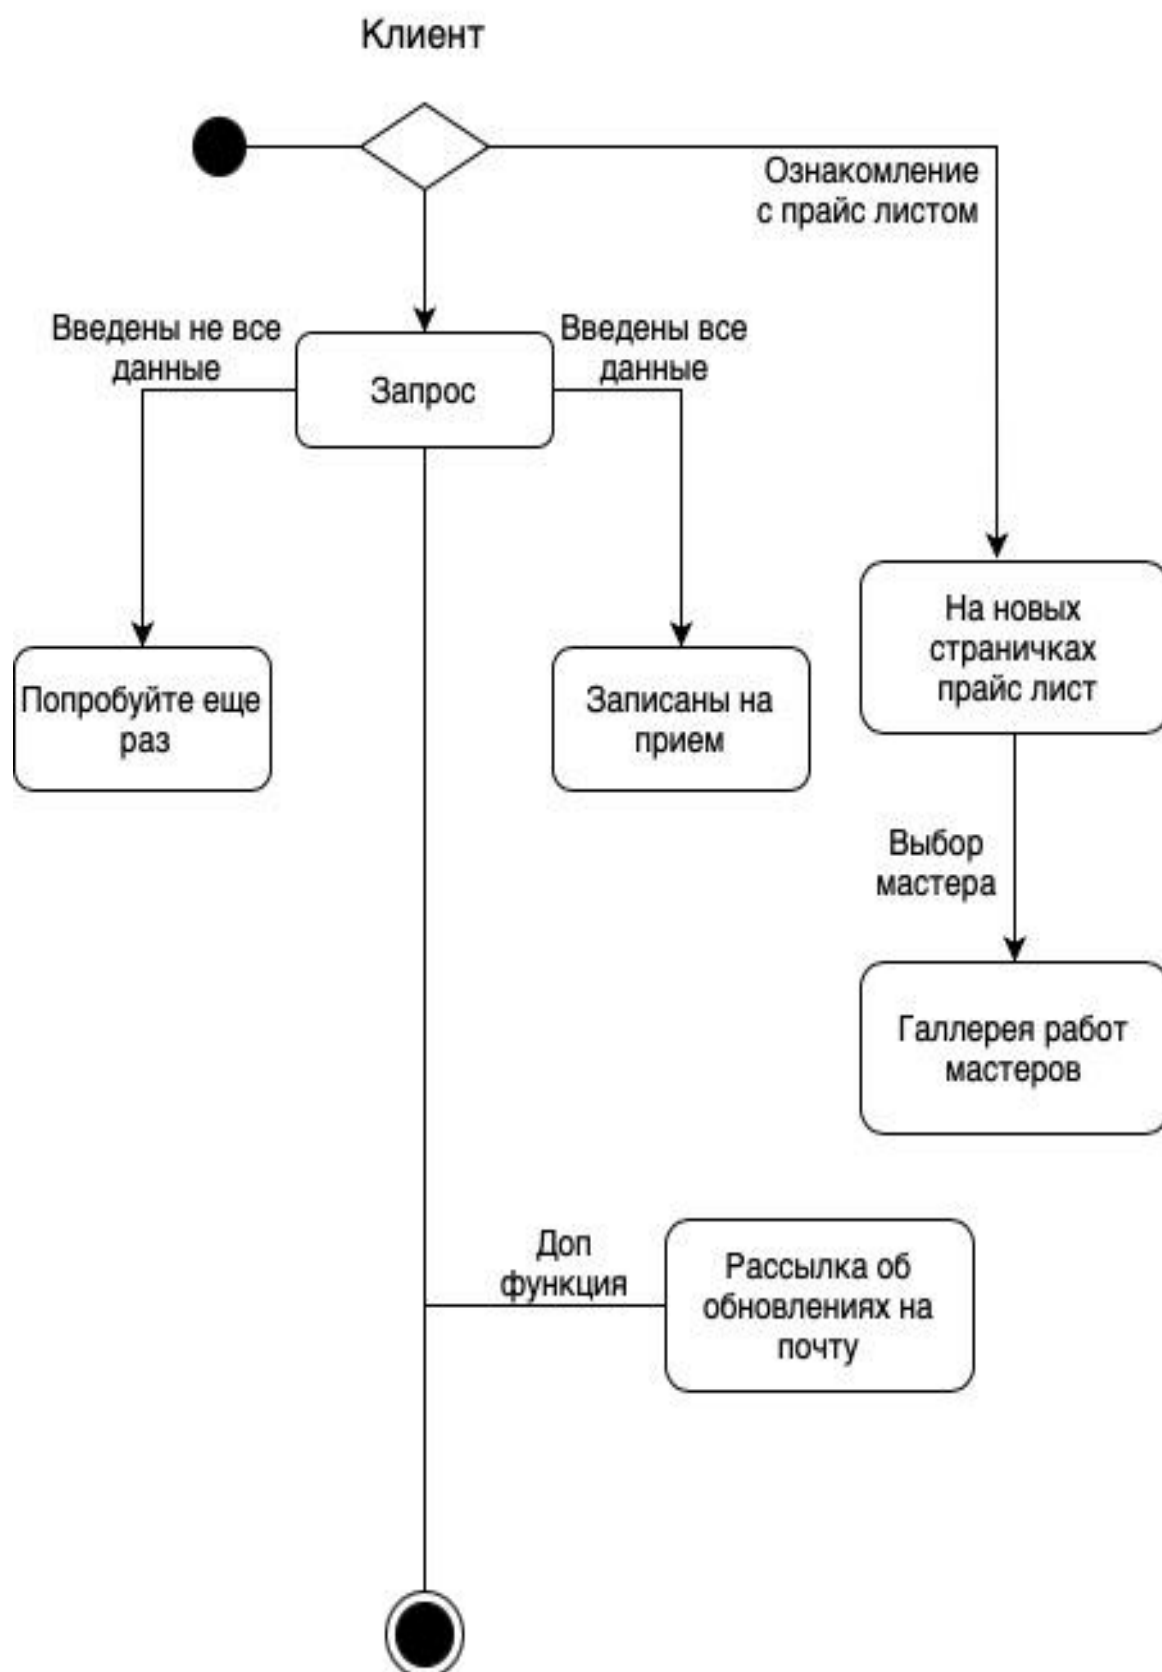 Клиент
Ознакомление
с прайс листом
Введены не все
данные
Запрос
Введены все
данные
На новых
страничках
прайс лист
Попробуйте еще
раз
Записаны на
прием
Выбор
мастера
Галлерея работ
мастеров
Доп
функция
Рассылка об
обновлениях на
почту